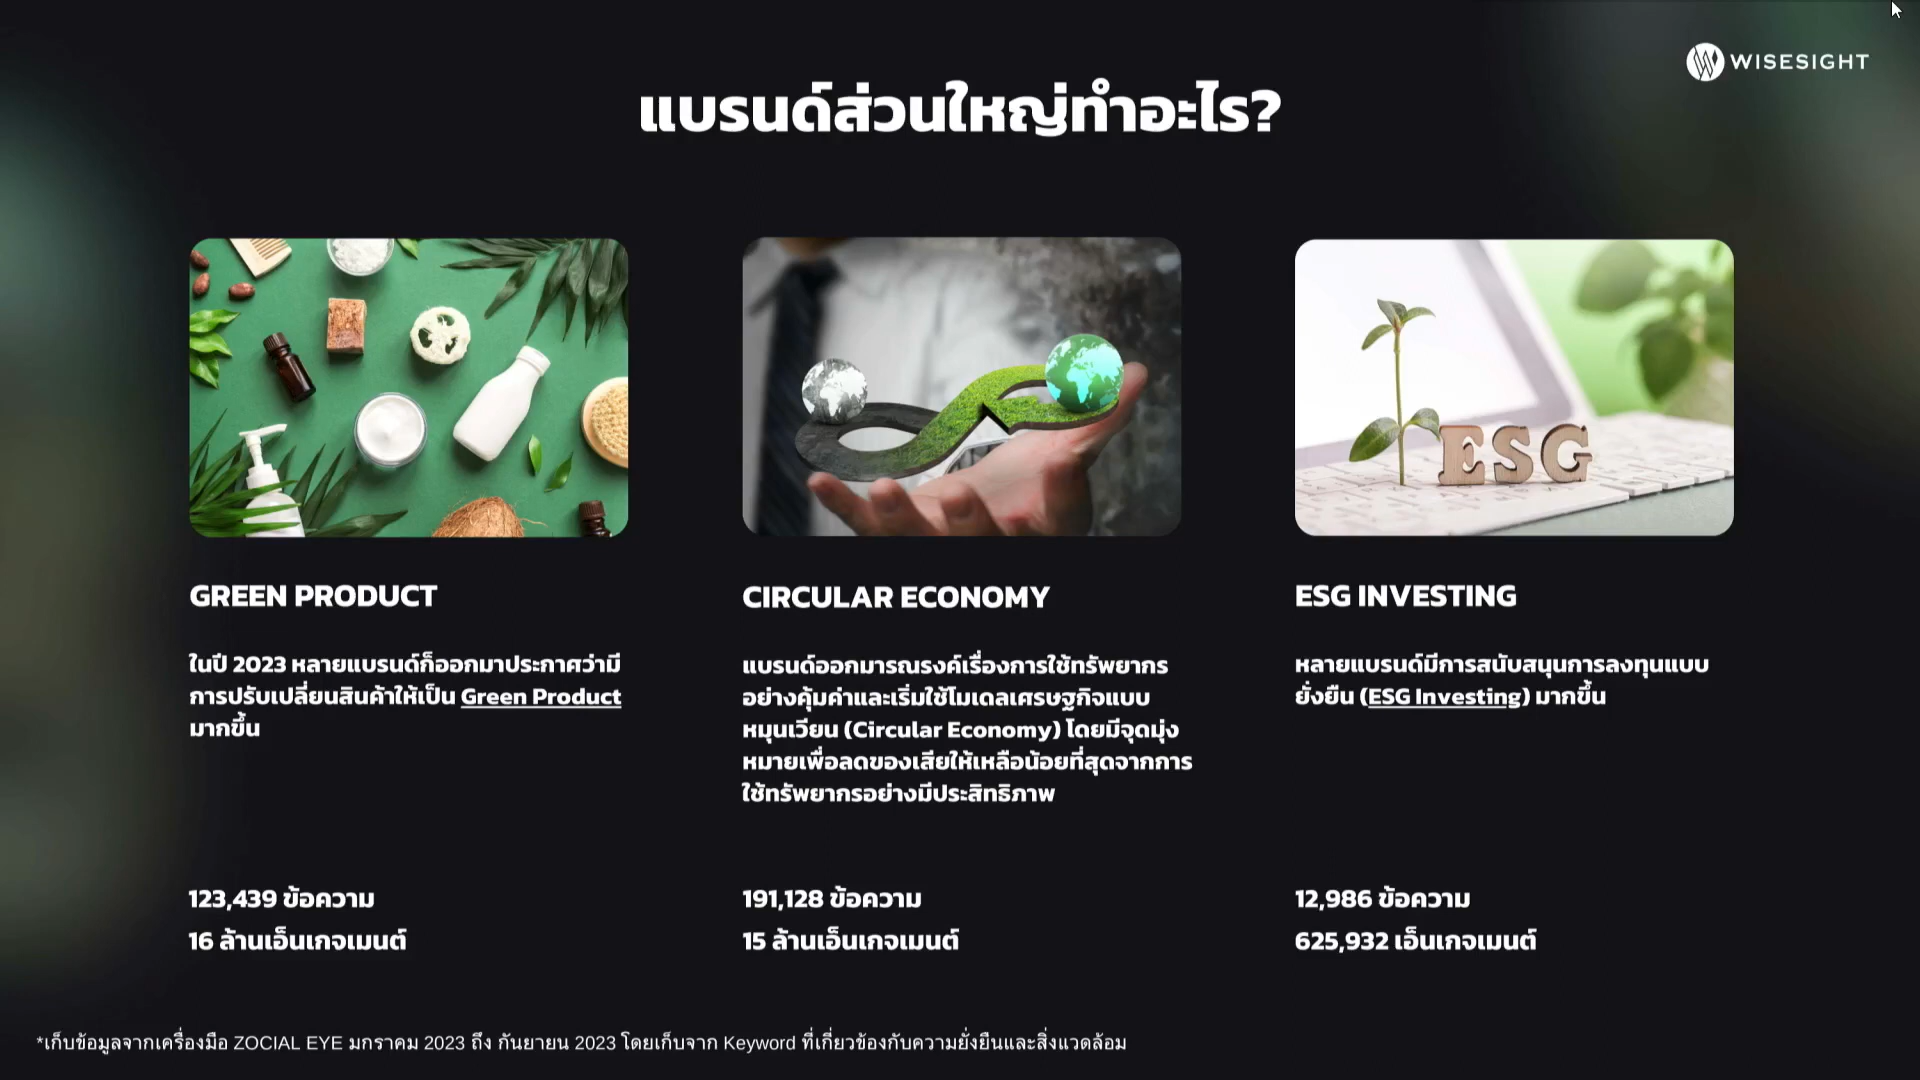 WISESIGHT
แบรนด์ส่วนใหญ่ทำอะไร?
ESG
GREEN PRODUCT
ในปี 2023 หลายแบรนด์ก็ออกมาประกาศว่ามี
การปรับเปลี่ยนสินค้าให้เป็น Green Product
มากขึ้น
123,439 ข้อความ
16 ล้านเอ็นเกจเมนต์
CIRCULAR ECONOMY
แบรนด์ออกมารณรงค์เรื่องการใช้ทรัพยากร
อย่างคุ้มค่าและเริ่มใช้โมเดลเศรษฐกิจแบบ
หมุนเวียน (Circular Economy) โดยมีจุดมุ่ง
หมายเพื่อลดของเสียให้เหลือน้อยที่สุดจากการ
ใช้ทรัพยากรอย่างมีประสิทธิภาพ
191,128 ข้อความ
15 ล้านเอ็นเกจเมนต์
ESG INVESTING
หลายแบรนด์มีการสนับสนุนการลงทุนแบบ
ยั่งยืน (ESG Investing) มากขึ้น
12,986 ข้อความ
625,932 เอ็นเกจเมนต์
*เก็บข้อมูลจากเครื่องมือ ZOCIAL EYE มกราคม 2023 ถึง กันยายน 2023 โดยเก็บจาก Keyword ที่เกี่ยวข้องกับความยั่งยืนและสิ่งแวดล้อม